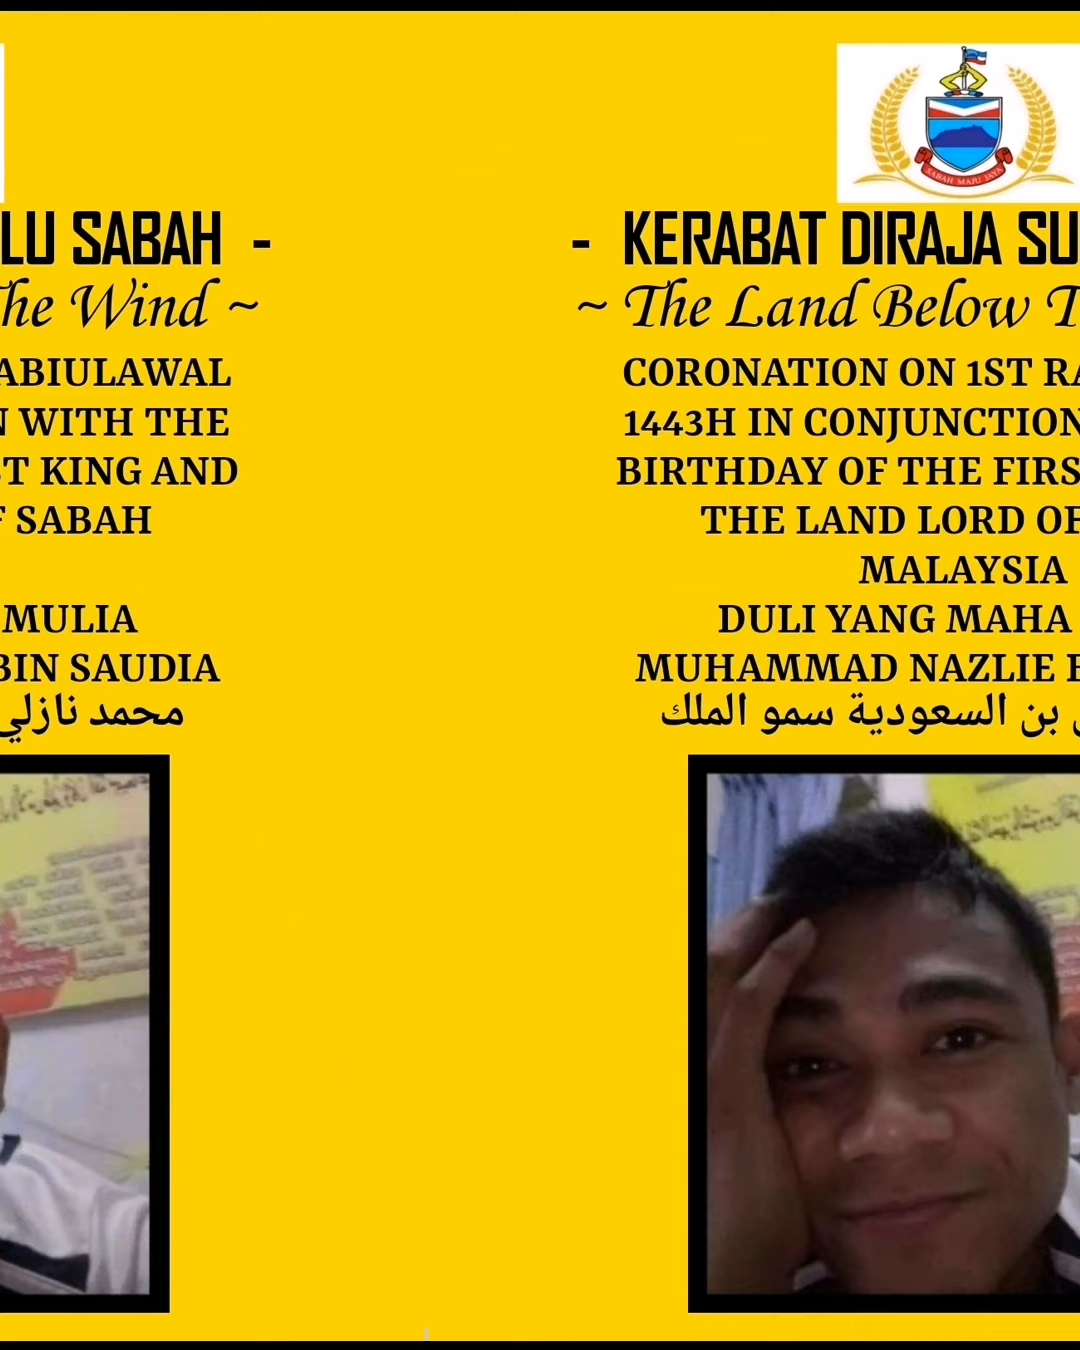 LU SABAH -
The Wind ~
ABIULAWAL
N WITH THE
ST KING AND
F SABAH
MULIA
BIN SAUDIA
محمد نازلي
SABAH MAJU JAYA
- KERABAT DIRAJA SU
~ The Land Below T
CORONATION ON 1ST RA
1443H IN CONJUNCTION
BIRTHDAY OF THE FIRS
THE LAND LORD OF
MALAYSIA
DULI YANG MAHA
MUHAMMAD NAZLIE B
بن السعودية سمو الملك